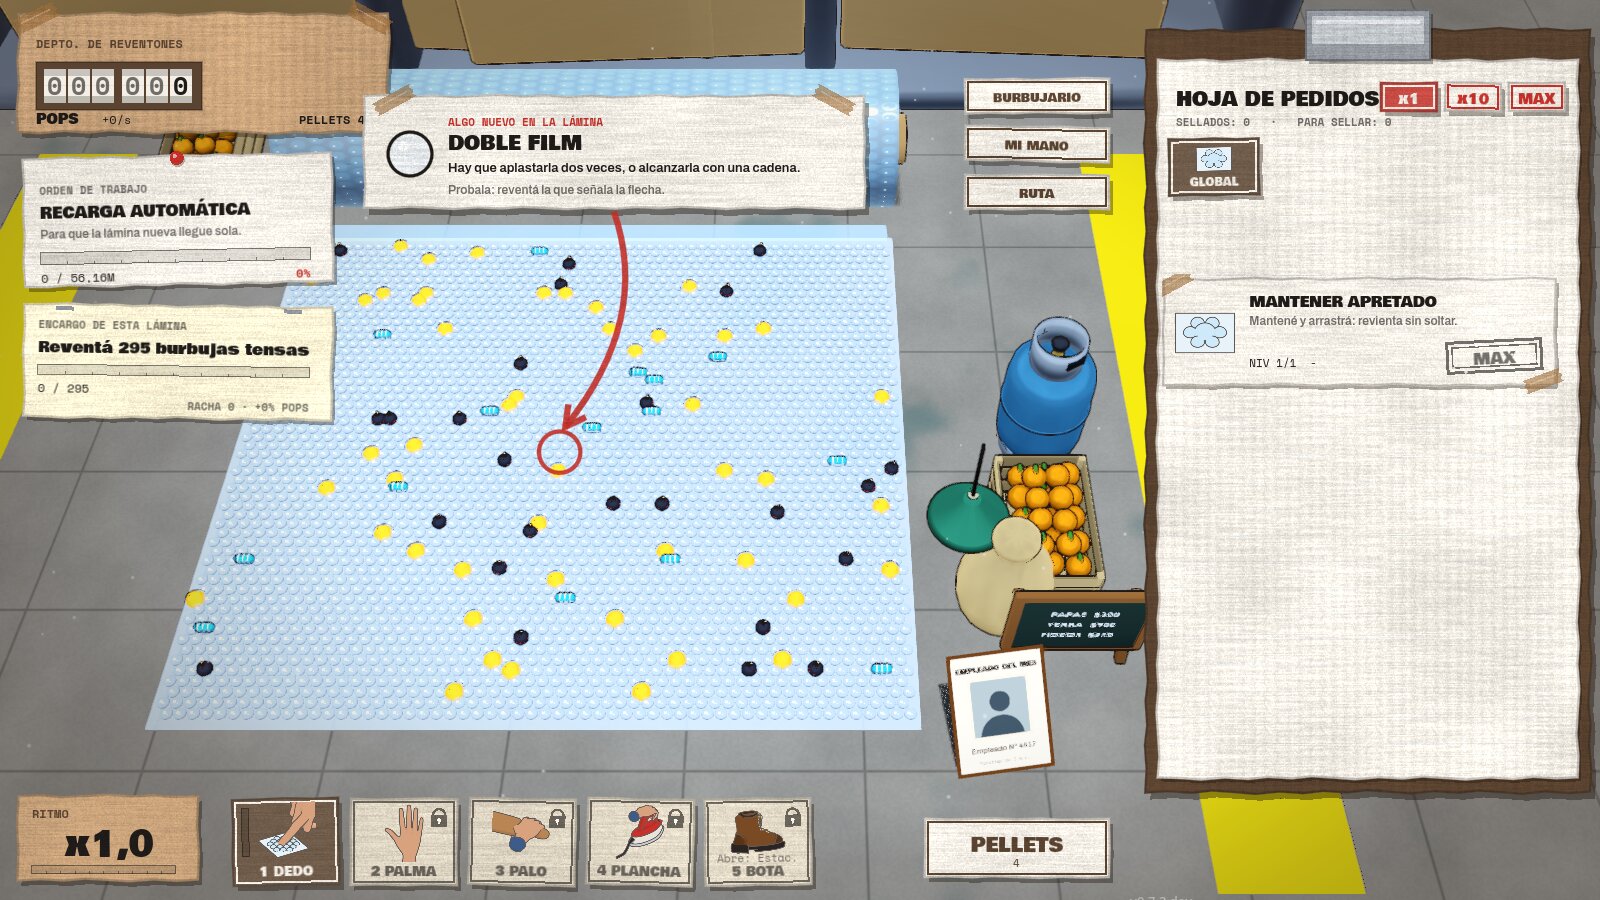 DEPTO. DE REVENTONES
000 000
POPS +0/s PELLETS 4
ORDEN DE TRABAJO
RECARGA AUTOMÁTICA
Para que la lámina nueva llegue sola.
0 / 56.16M 0%
ENCARGO DE ESTA LÁMINA
Reventá 295 burbujas tensas
0 / 295
RACHA 0 · +0% POPS
ALGO NUEVO EN LA LÁMINA
DOBLE FILM
Hay que aplastarla dos veces, o alcanzarla con una cadena.
Probala: reventá la que señala la flecha.
BURBUJARIO
MI MANO
RUTA
HOJA DE PEDIDOS x1 x10 MAX
SELLADOS: 0 · PARA SELLAR: 0
GLOBAL
MANTENER APRETADO
Mantené y arrastrá: revienta sin soltar.
NIV 1/1 - MAX
EMPLEADO DEL MES
Empleado N° 4517
RITMO
x1,0
1 DEDO
2 PALMA
3 PALO
4 PLANCHA
Abre: Estac.
5 BOTA
PELLETS
4